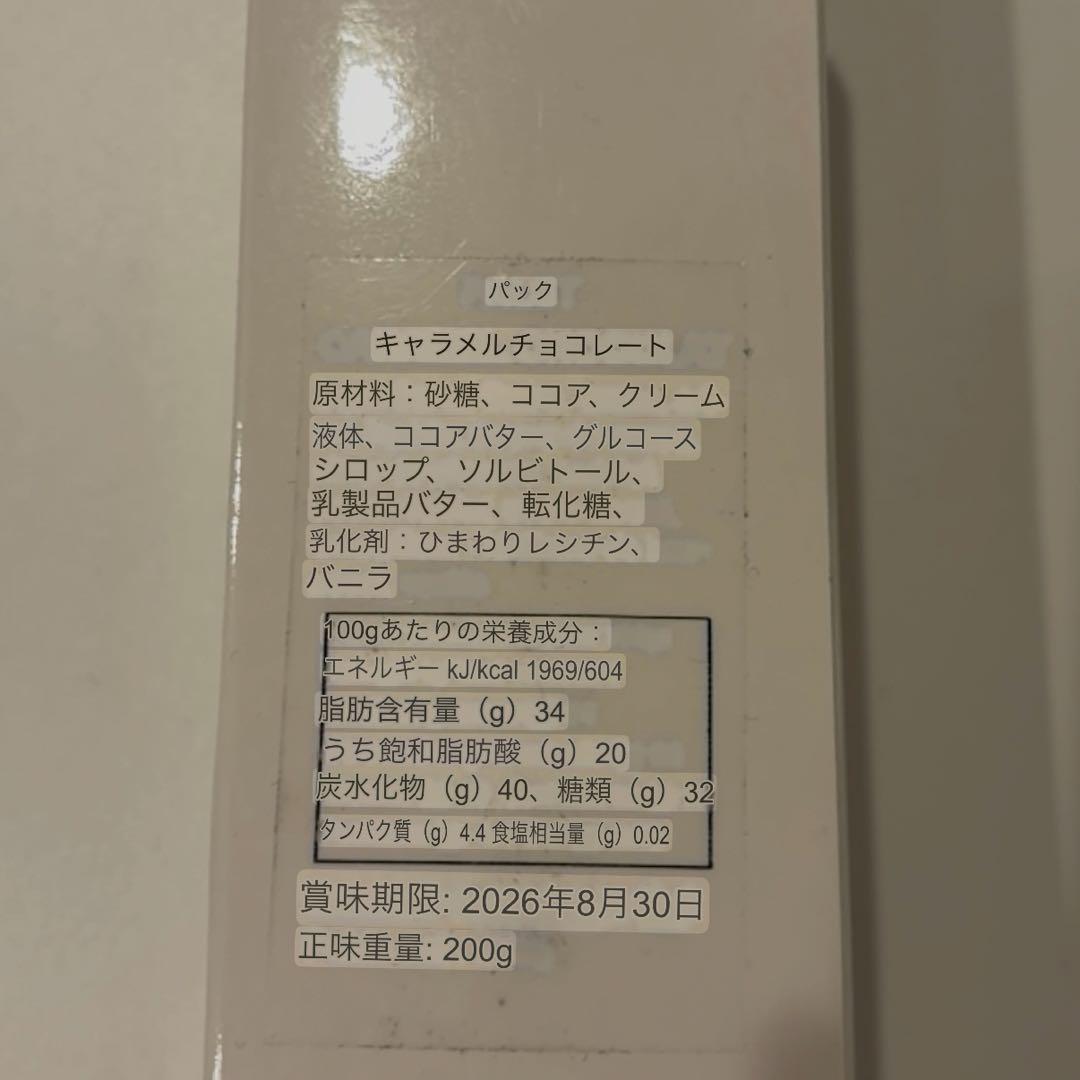 パック
キャラメルチョコレート
原材料：砂糖、ココア、クリーム
液体、ココアバター、グルコース
シロップ、ソルビトール、
乳製品バター、転化糖、
乳化剤：ひまわりレシチン、
バニラ
100gあたりの栄養成分：
エネルギー kJ/kcal 1969/604
脂肪含有量（g）34
うち飽和脂肪酸（g）20
炭水化物（g）40、糖類（g）32
タンパク質（g）4.4 食塩相当量（g）0.02
賞味期限: 2026年8月30日
正味重量: 200g